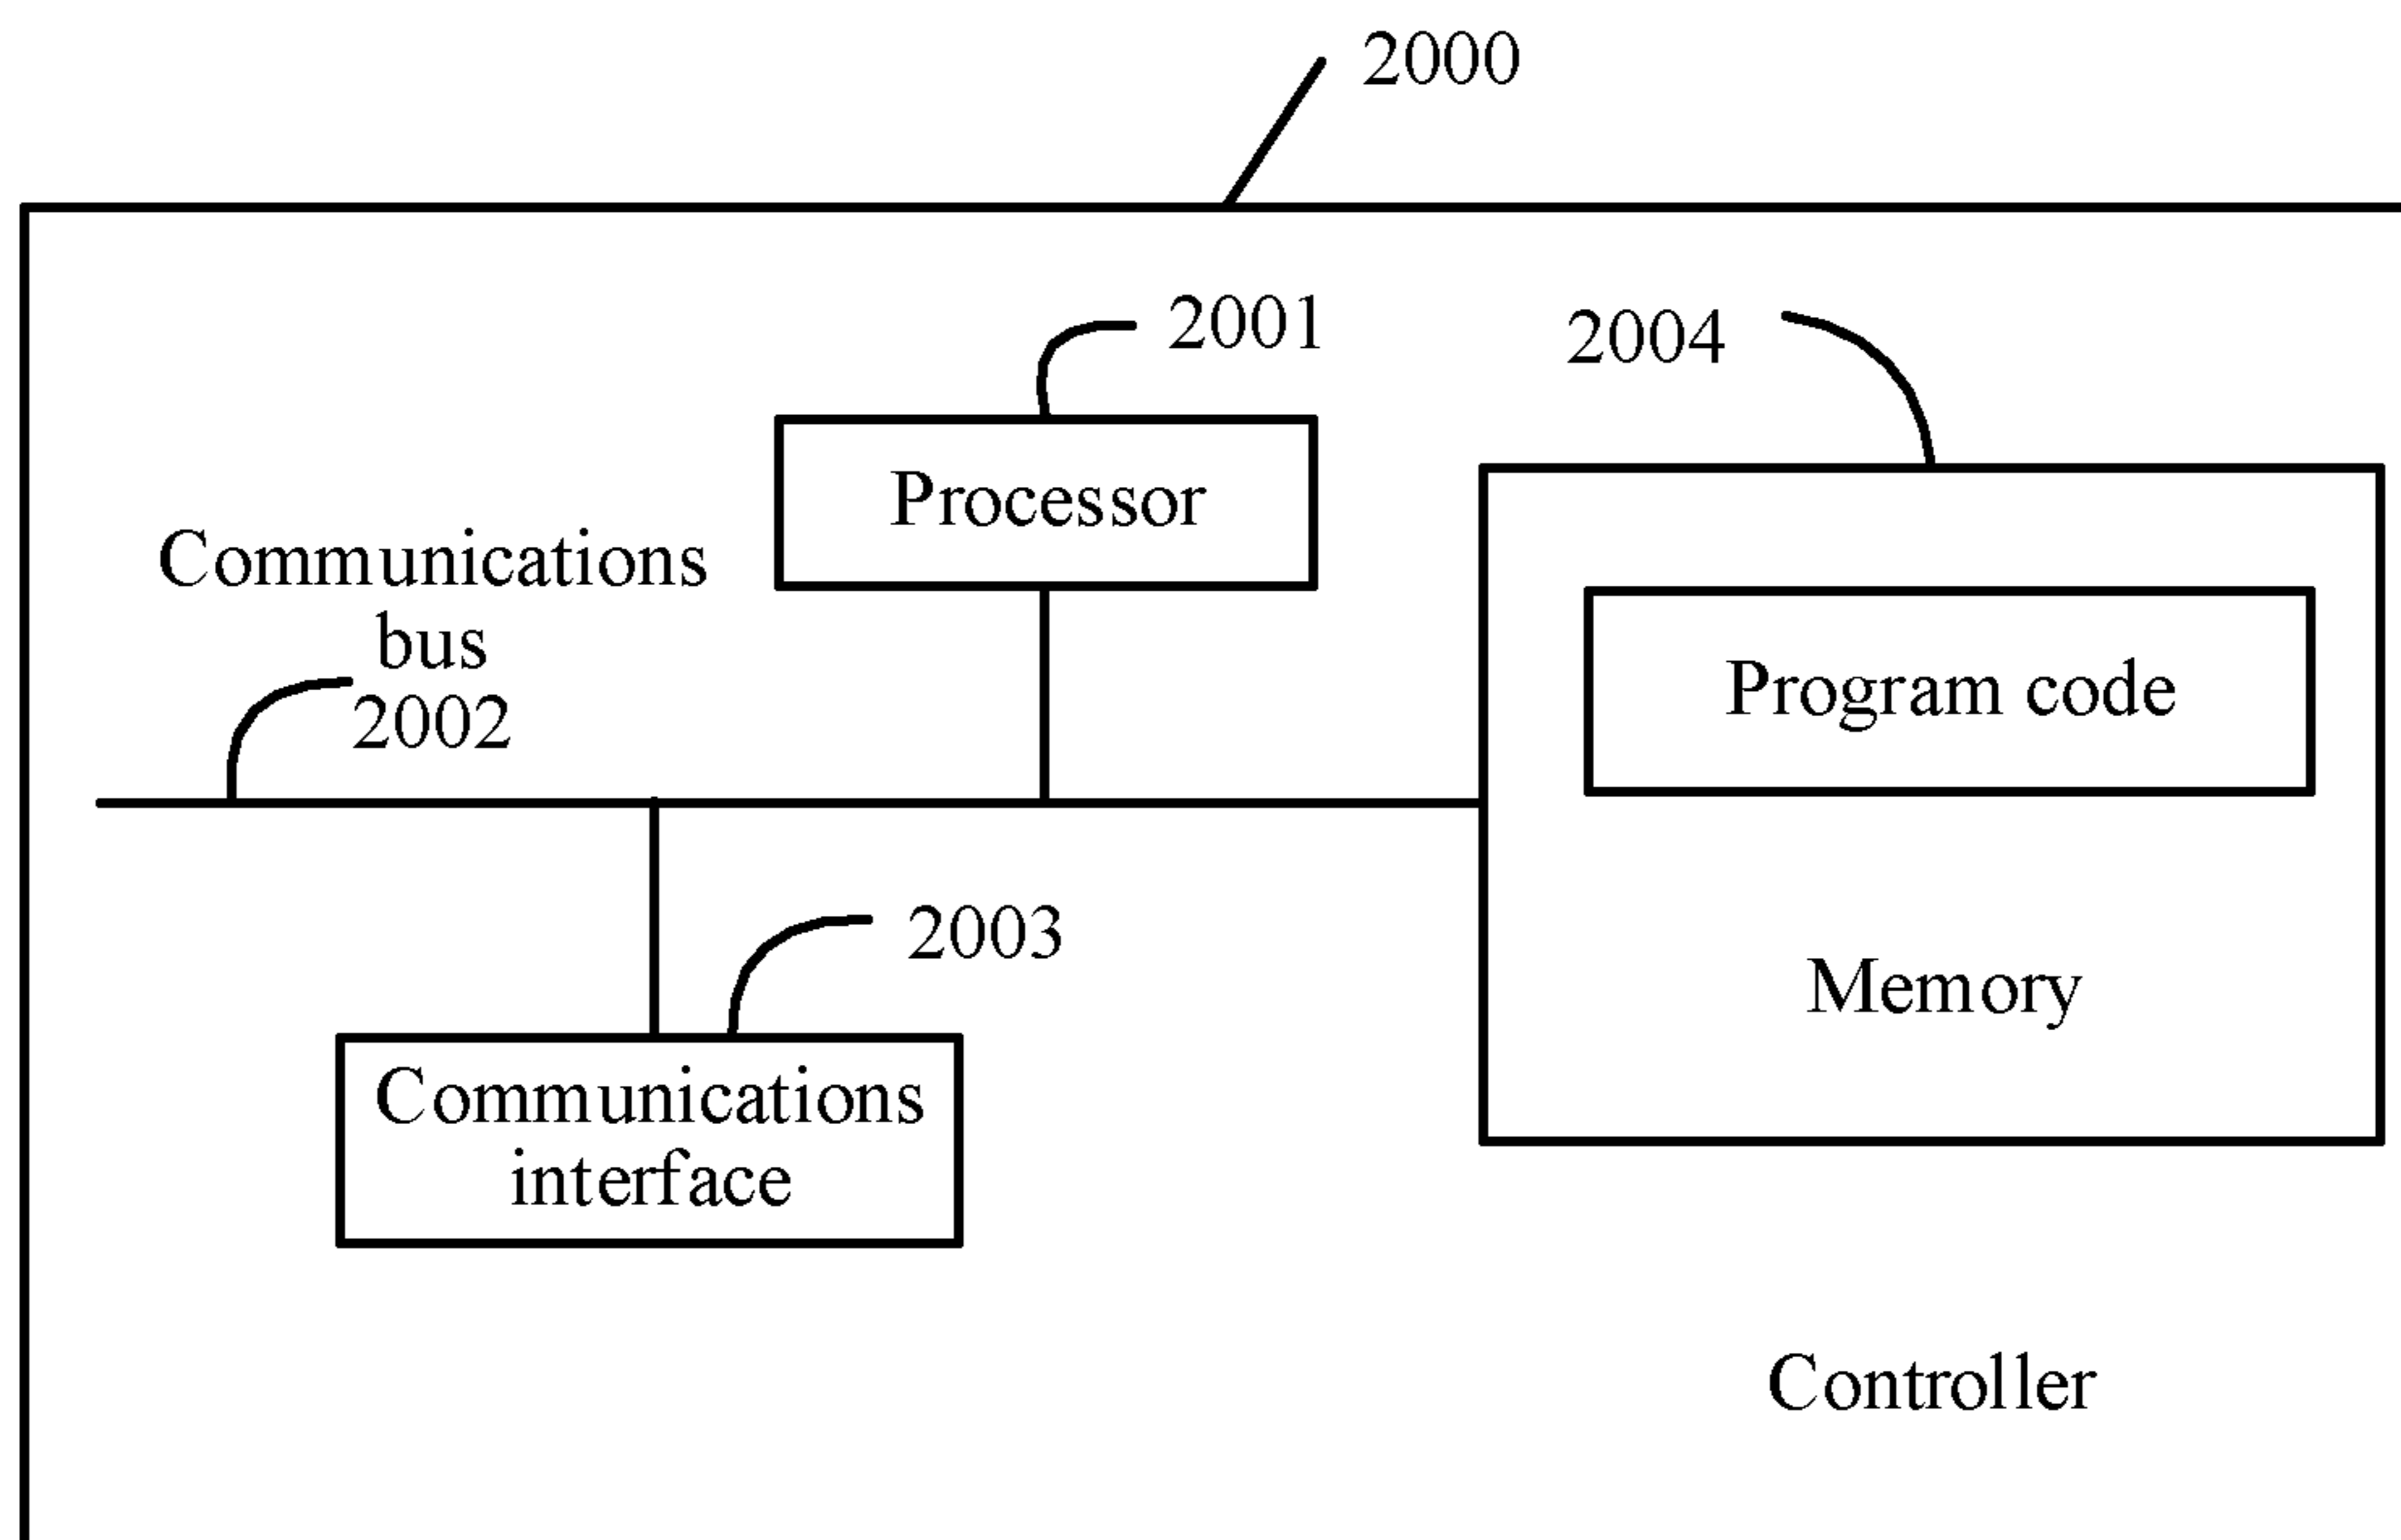 2000
2001
2004
Processor
Communications
bus
2002
Program code
2003
Memory
Communications
interface
Controller